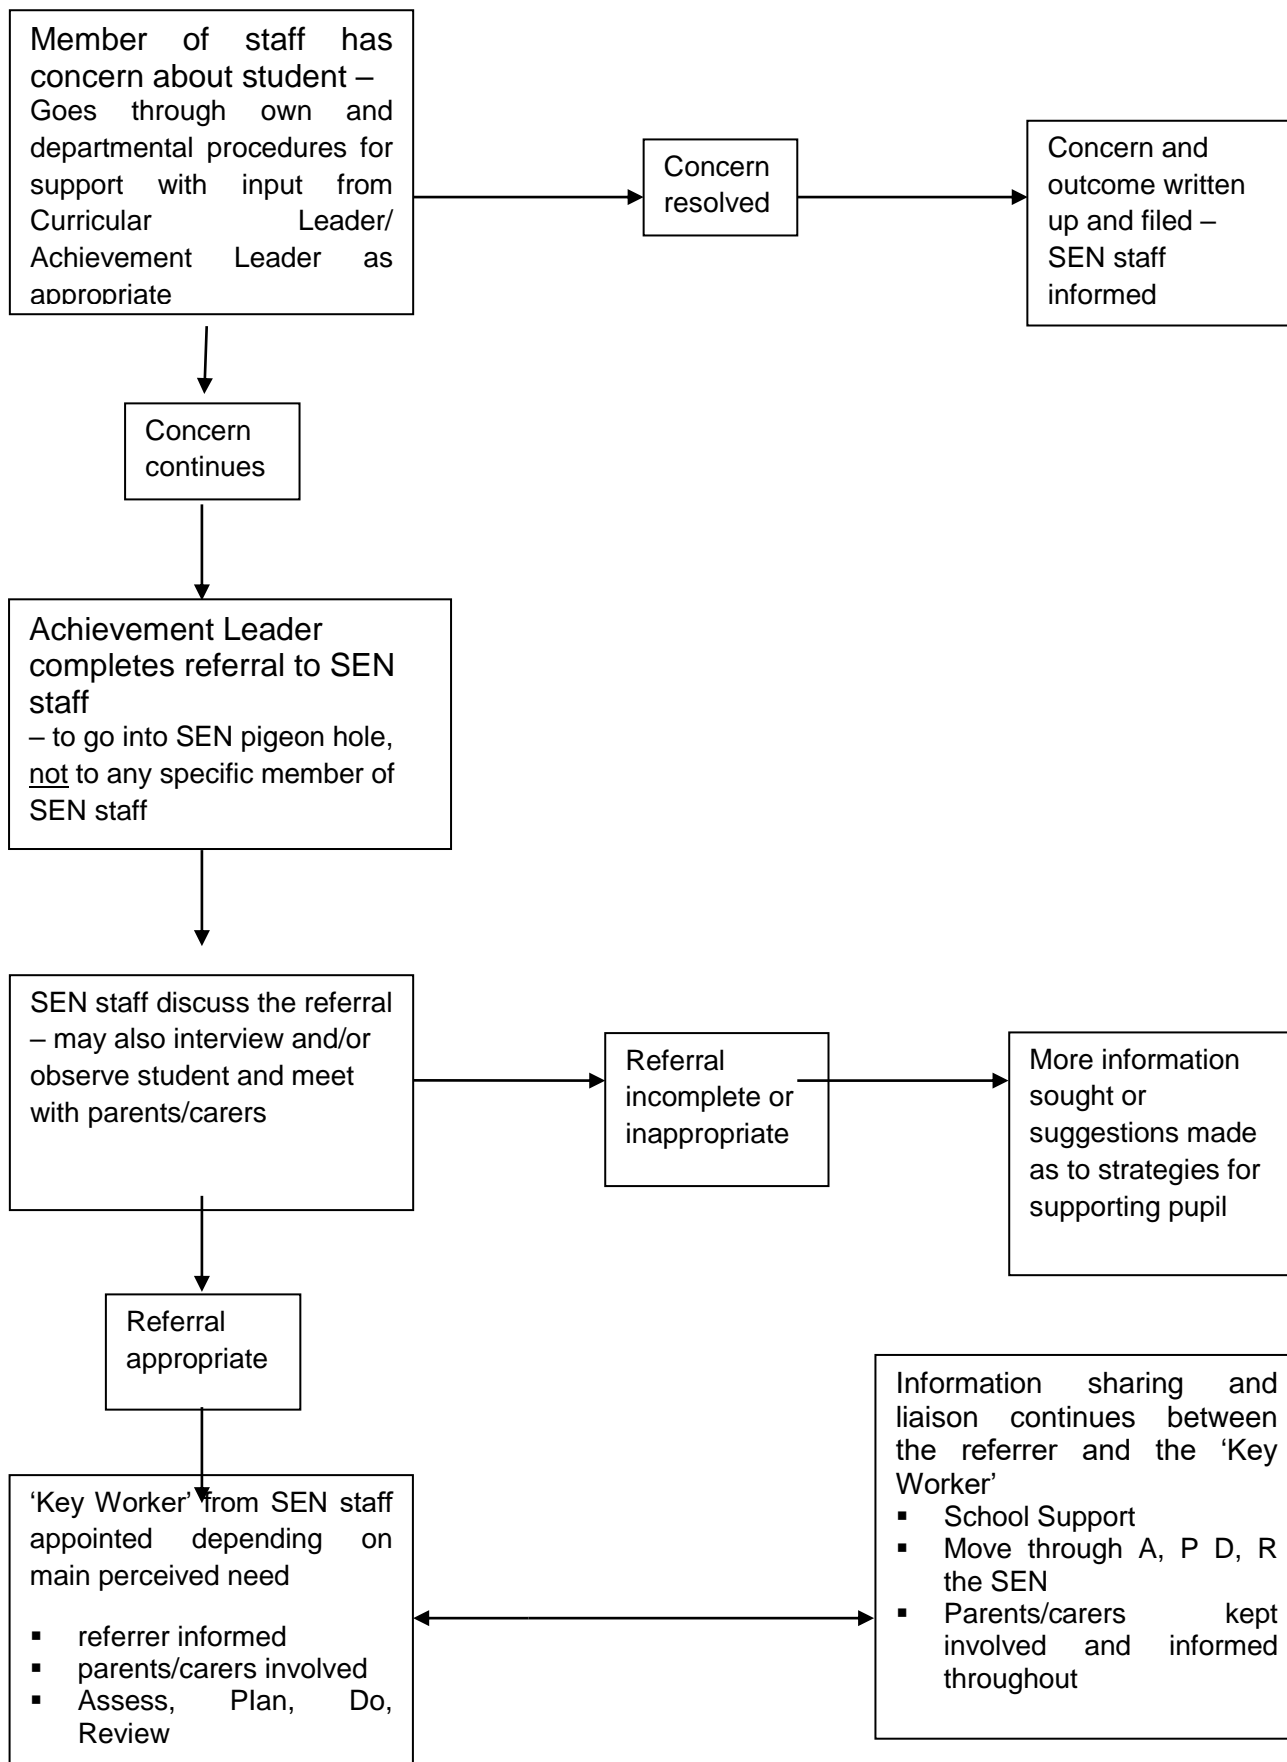 Member of staff has
concern about student –
Goes through own and
departmental procedures for
support with input from
Curricular Leader/
Achievement Leader as
appropriate
Concern
resolved
Concern and
outcome written
up and filed –
SEN staff
informed
Concern
continues
Achievement Leader
completes referral to SEN
staff
– to go into SEN pigeon hole,
not to any specific member of
SEN staff
SEN staff discuss the referral
– may also interview and/or
observe student and meet
with parents/carers
Referral
incomplete or
inappropriate
More information
sought or
suggestions made
as to strategies for
supporting pupil
Referral
appropriate
‘Key Worker’ from SEN staff
appointed depending on
main perceived need
▪ referrer informed
▪ parents/carers involved
▪ Assess, Plan, Do,
Review
Information sharing and
liaison continues between
the referrer and the ‘Key
Worker’
▪ School Support
▪ Move through A, P D, R
the SEN
▪ Parents/carers kept
involved and informed
throughout